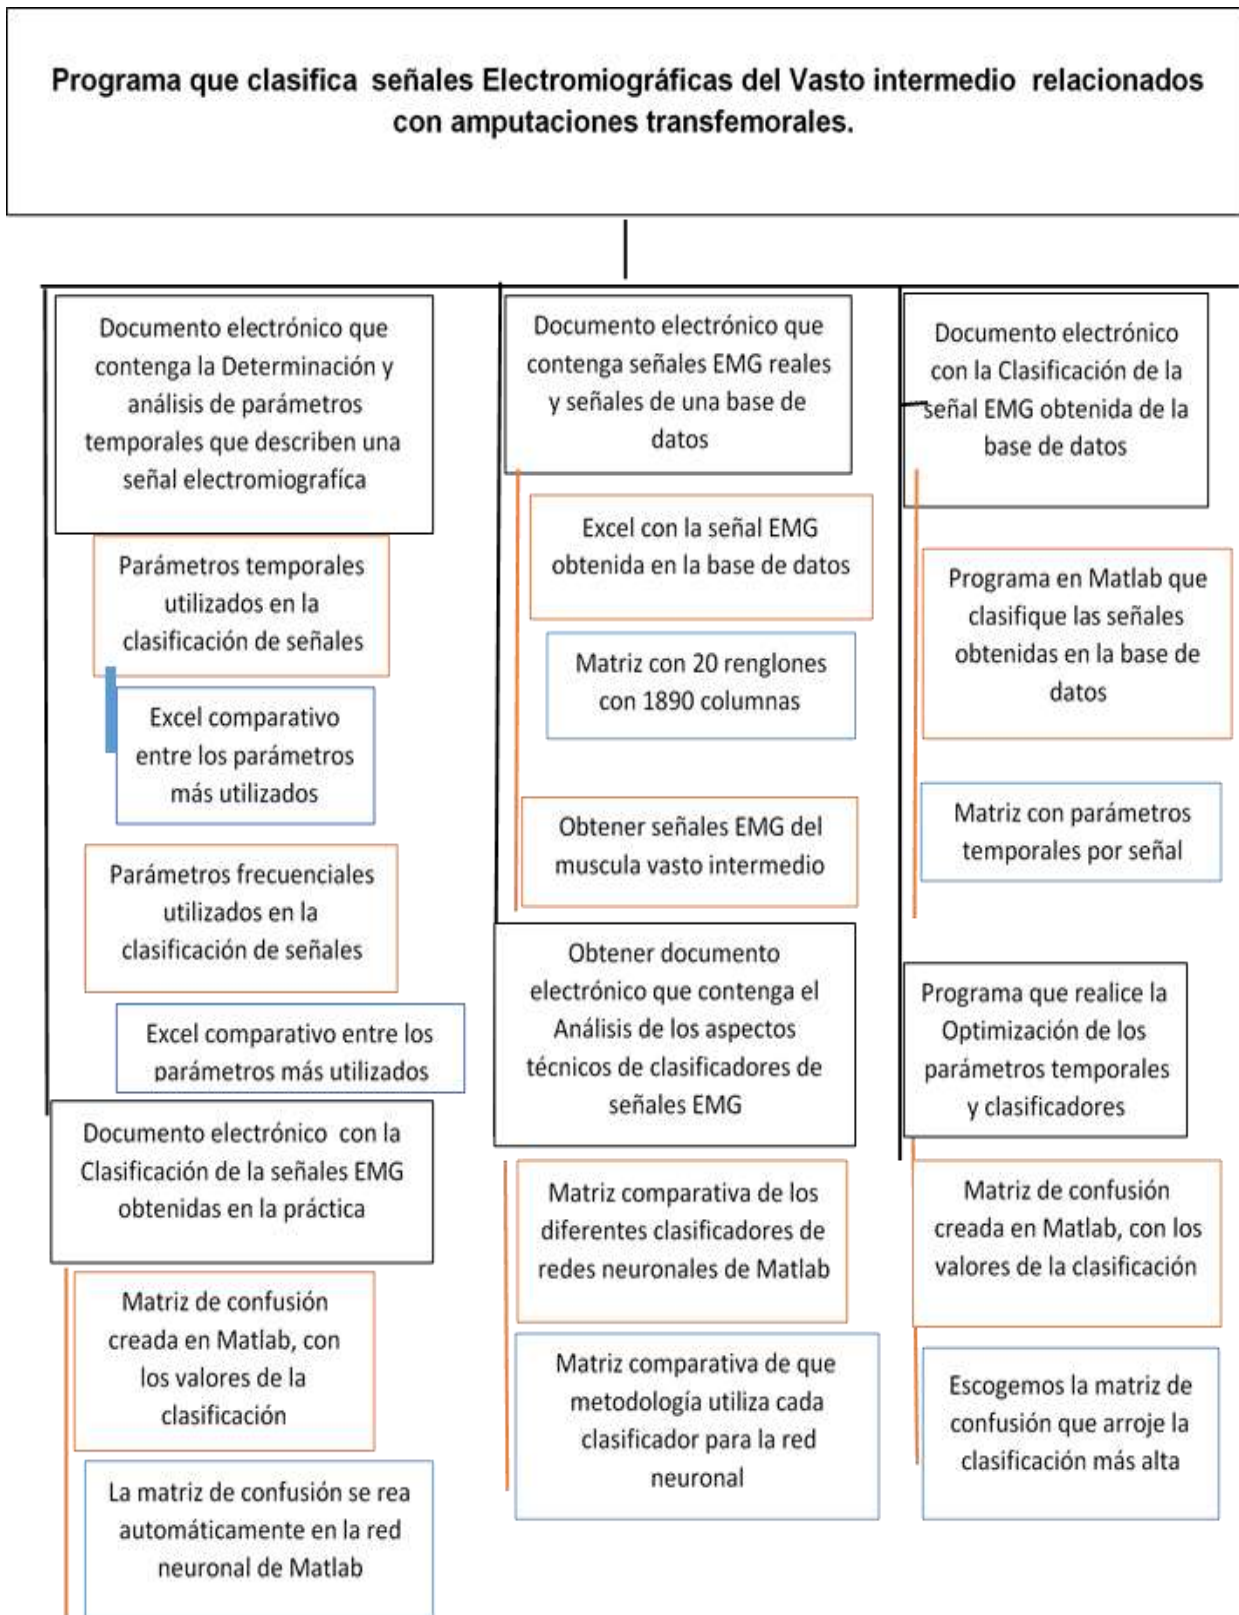 Programa que clasifica señales Electromiográficas del Vasto intermedio relacionados
con amputaciones transfemorales.
Documento electrónico que
contenga la Determinación y
análisis de parámetros
temporales que describen una
señal electromiografíca
Parámetros temporales
utilizados en la
clasificación de señales
Excel comparativo
entre los parámetros
más utilizados
Parámetros frecuenciales
utilizados en la
clasificación de señales
Excel comparativo entre los
parámetros más utilizados
Documento electrónico con la
Clasificación de la señales EMG
obtenidas en la práctica
Matriz de confusión
creada en Matlab, con
los valores de la
clasificación
La matriz de confusión se rea
automáticamente en la red
neuronal de Matlab
Documento electrónico que
contenga señales EMG reales
y señales de una base de
datos
Excel con la señal EMG
obtenida en la base de datos
Matriz con 20 renglones
con 1890 columnas
Obtener señales EMG del
muscula vasto intermedio
Obtener documento
electrónico que contenga el
Análisis de los aspectos
técnicos de clasificadores de
señales EMG
Matriz comparativa de los
diferentes clasificadores de
redes neuronales de Matlab
Matriz comparativa de que
metodología utiliza cada
clasificador para la red
neuronal
Documento electrónico
con la Clasificación de la
señal EMG obtenida de la
base de datos
Programa en Matlab que
clasifique las señales
obtenidas en la base de
datos
Matriz con parámetros
temporales por señal
Programa que realice la
Optimización de los
parámetros temporales
y clasificadores
Matriz de confusión
creada en Matlab, con los
valores de la clasificación
Escogemos la matriz de
confusión que arroje la
clasificación más alta